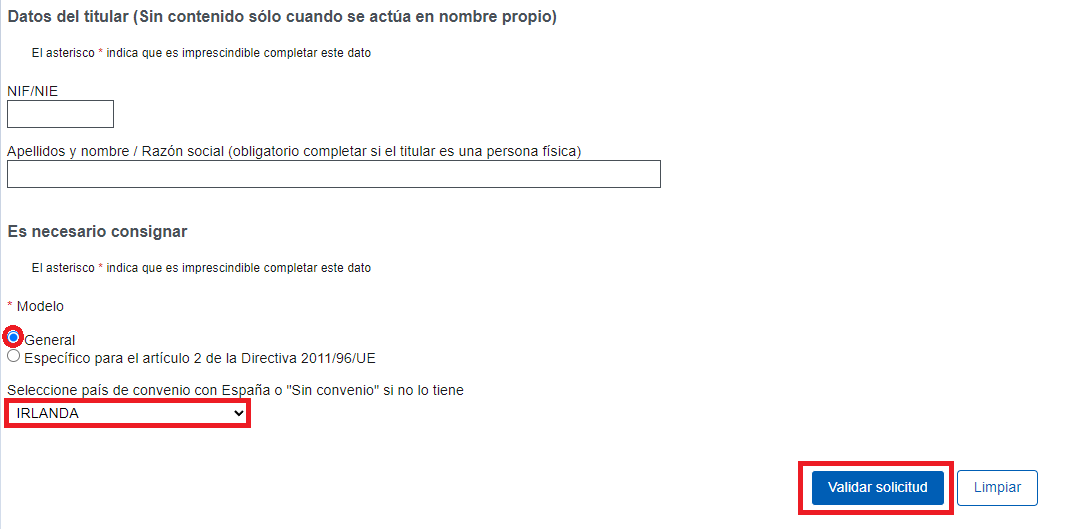 Datos del titular (Sin contenido sólo cuando se actúa en nombre propio)
El asterisco * indica que es imprescindible completar este dato
NIF/NIE
Apellidos y nombre / Razón social (obligatorio completar si el titular es una persona física)
Es necesario consignar
El asterisco * indica que es imprescindible completar este dato
* Modelo
General
Específico para el artículo 2 de la Directiva 2011/96/UE
Seleccione país de convenio con España o "Sin convenio" si no lo tiene
IRLANDA
Validar solicitud Limpiar